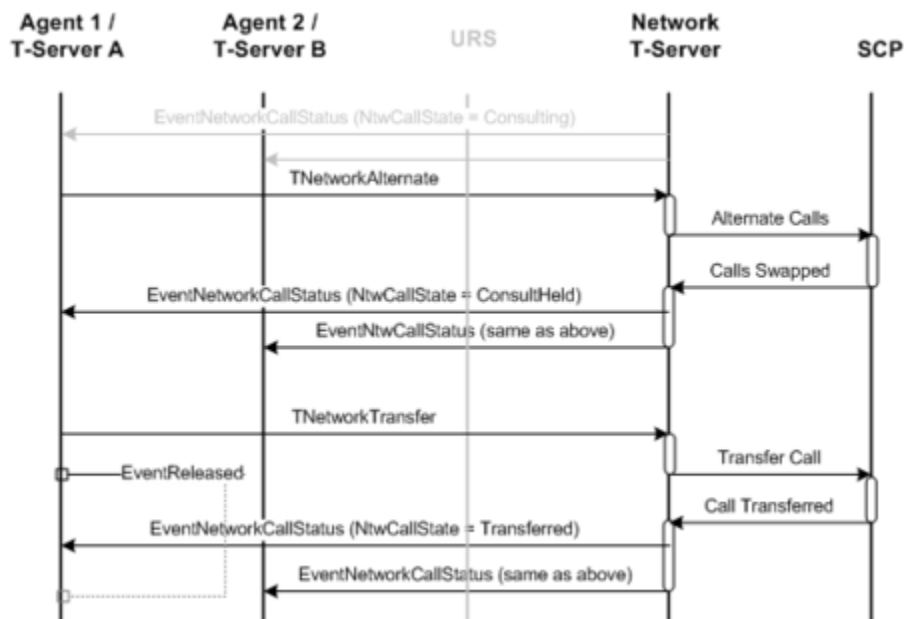 Agent 1 /
T-Server A
Agent 2 /
T-Server B
URS
Network
T-Server
SCP
EventNetworkCallStatus (NtwCallState = Consulting)
TNetworkAlternate
Alternate Calls
Calls Swapped
EventNetworkCallStatus (NtwCallState = ConsultHeld)
EventNtwCallStatus (same as above)
TNetworkTransfer
Transfer Call
EventReleased
Call Transferred
EventNetworkCallStatus (NtwCallState = Transferred)
EventNetworkCallStatus (same as above)